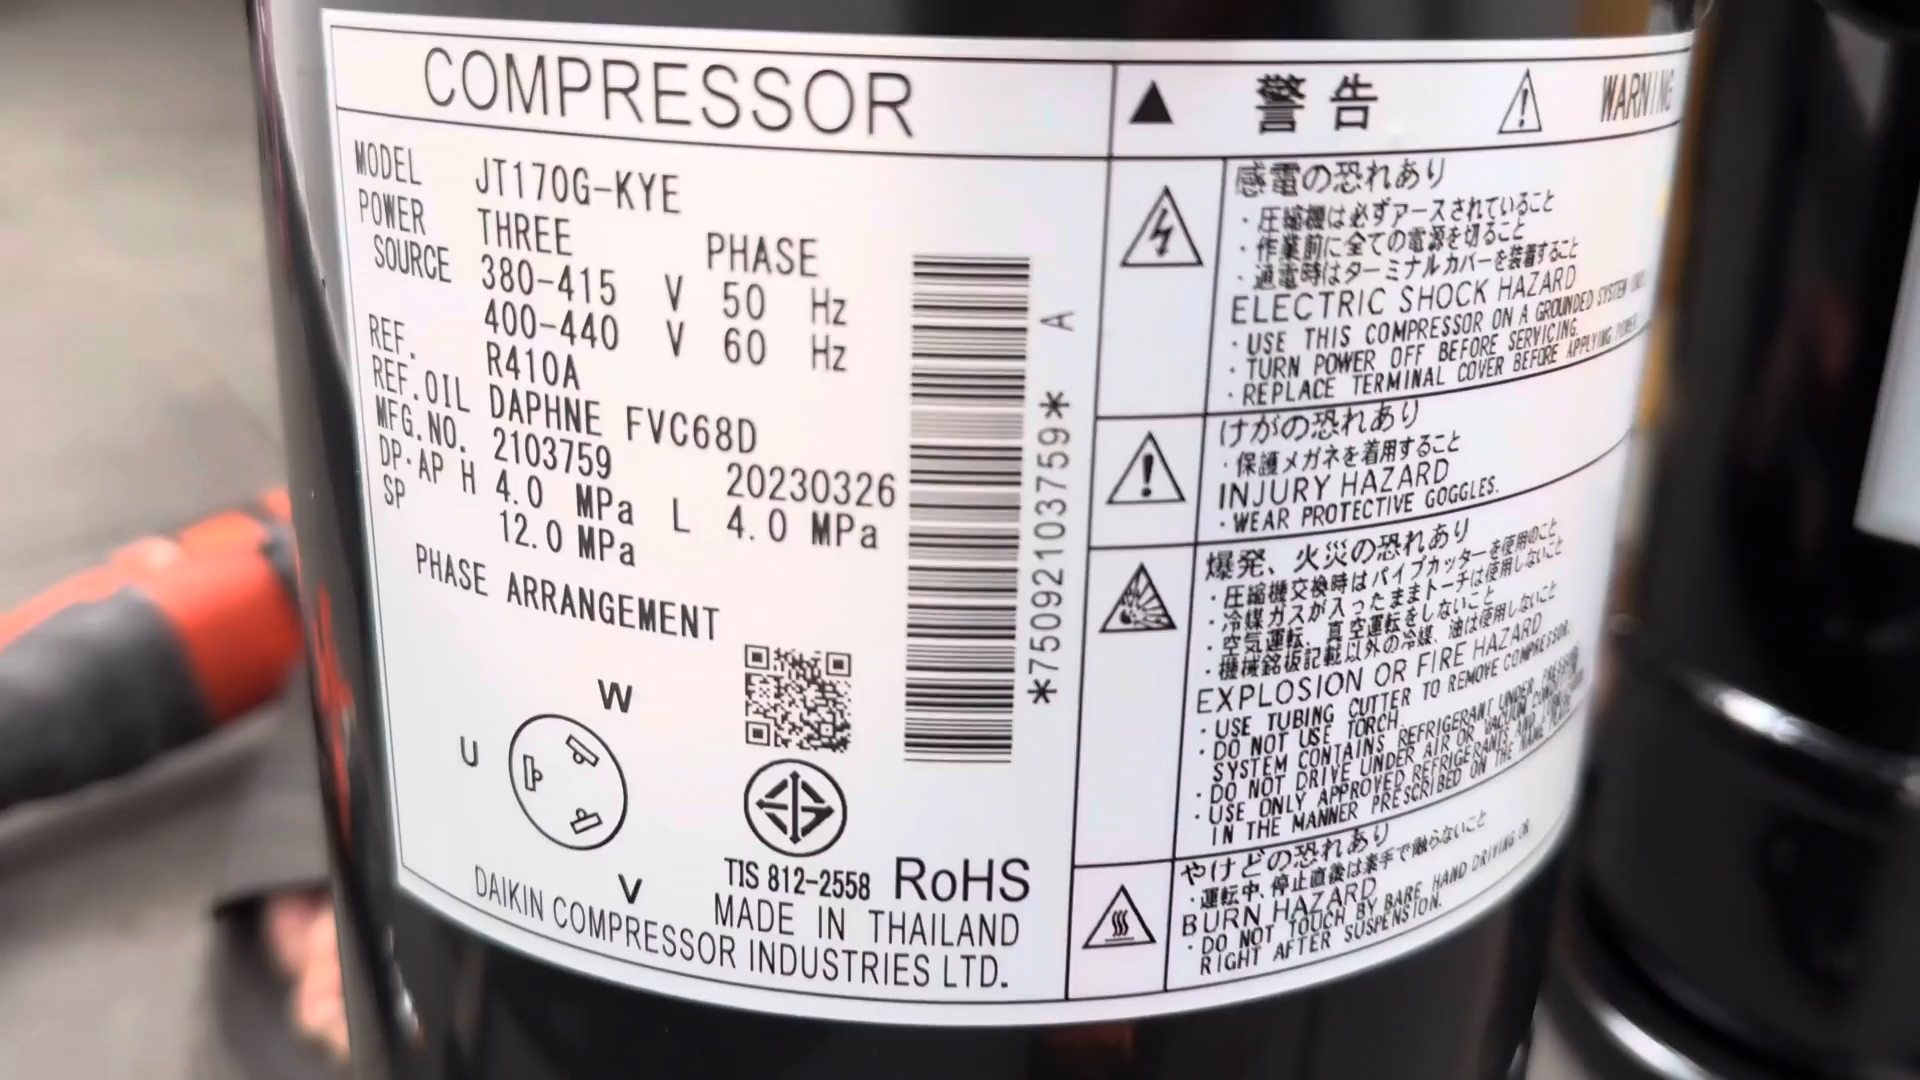 COMPRESSOR
MODEL JT170G-KYE
POWER SOURCE THREE PHASE
380-415 V 50 Hz
400-440 V 60 Hz
REF. R410A
REF.OIL DAPHNE FVC68D
MFG.NO. 2103759 20230326
DP·AP H 4.0 MPa L 4.0 MPa
SP 12.0 MPa
PHASE ARRANGEMENT
W
U
V
A
*75092103759*
TIS 812-2558 RoHS
MADE IN THAILAND
DAIKIN COMPRESSOR INDUSTRIES LTD.
警告 WARNING
感電の恐れあり
・圧縮機は必ずアースされていること
・作業前に全ての電源を切ること
・通電時はターミナルカバーを装着すること
ELECTRIC SHOCK HAZARD
・USE THIS COMPRESSOR ON A GROUNDED SYSTEM
・TURN POWER OFF BEFORE SERVICING.
・REPLACE TERMINAL COVER BEFORE APPLYING POWER.
けがの恐れあり
・保護メガネを着用すること
INJURY HAZARD
・WEAR PROTECTIVE GOGGLES.
爆発、火災の恐れあり
・圧縮機交換時はパイプカッターを使用のこと
・冷媒ガスが入ったままトーチは使用しないこと
・空気運転、真空運転をしないこと
・機械銘板記載以外の冷媒、油は使用しないこと
EXPLOSION OR FIRE HAZARD
・USE TUBING CUTTER TO REMOVE COMPRESSOR.
・DO NOT USE TORCH
SYSTEM CONTAINS REFRIGERANT UNDER PRESSURE.
・DO NOT DRIVE UNDER AIR OR VACUUM CONDITION.
・USE ONLY APPROVED REFRIGERANTS AND
IN THE MANNER PRESCRIBED ON THE NAME
やけどの恐れあり
・運転中、停止直後は素手で触らないこと
BURN HAZARD
・DO NOT TOUCH BY BARE HAND DRIVING OR
RIGHT AFTER SUSPENSION.